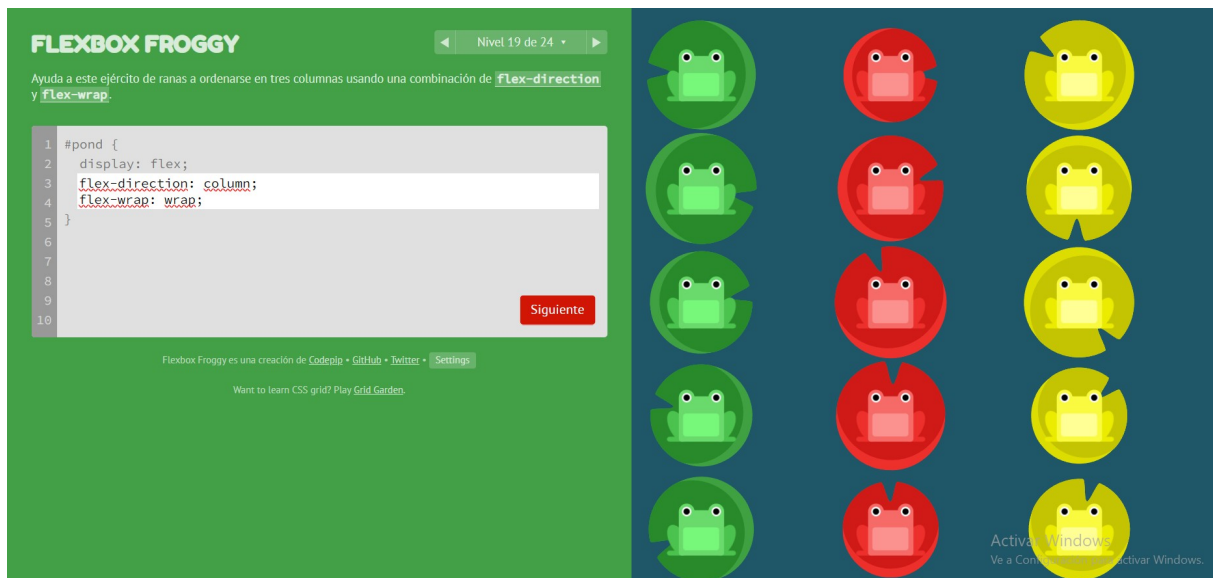 FLEXBOX FROGGY
Nivel 19 de 24
Ayuda a este ejército de ranas a ordenarse en tres columnas usando una combinación de flex-direction
y flex-wrap.
1 #pond {
2 display: flex;
3 flex-direction: column;
4 flex-wrap: wrap;
5 }
6
7
8
9
10
Siguiente
Flexbox Froggy es una creación de Codepip • GitHub • Twitter • Settings
Want to learn CSS grid? Play Grid Garden.
Activar Windows
Ve a Con activar Windows.